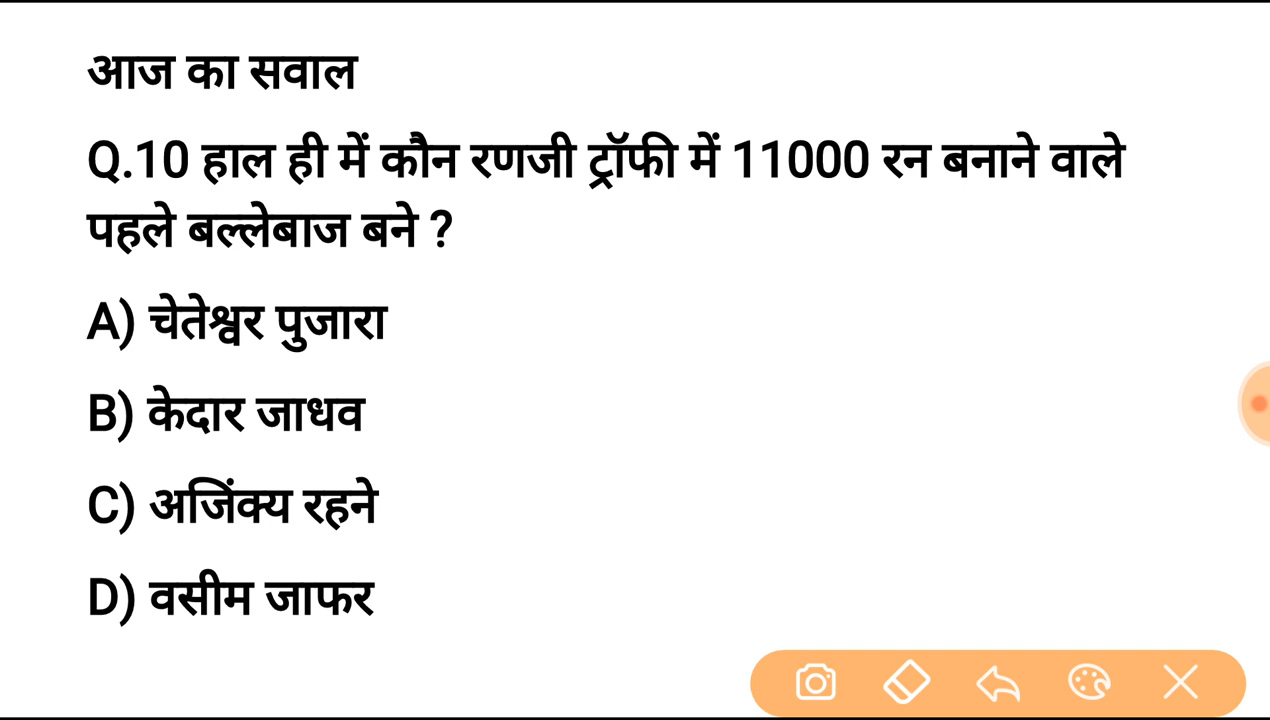 आज का सवाल
Q.10 हाल ही में कौन रणजी ट्रॉफी में 11000 रन बनाने वाले
पहले बल्लेबाज बने ?
A) चेतेश्वर पुजारा
B) केदार जाधव
C) अजिंक्य रहने
D) वसीम जाफर